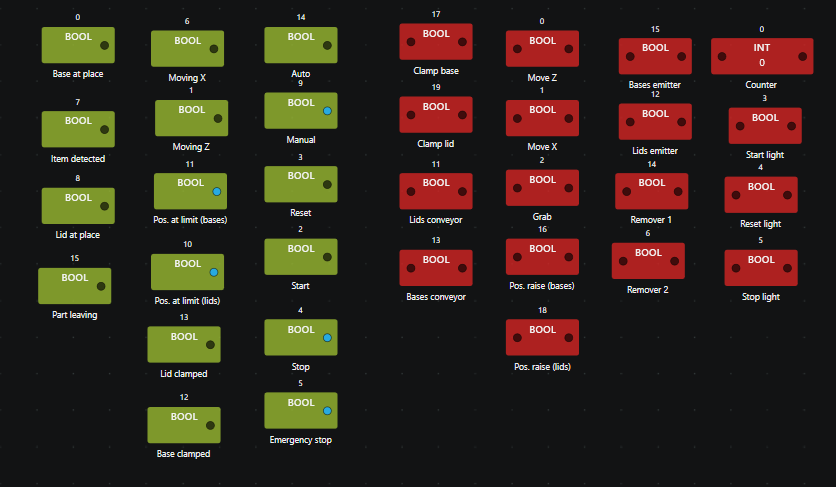 0
BOOL
Base at place
7
BOOL
Item detected
8
BOOL
Lid at place
15
BOOL
Part leaving
6
BOOL
Moving X
1
BOOL
Moving Z
11
BOOL
Pos. at limit (bases)
10
BOOL
Pos. at limit (lids)
13
BOOL
Lid clamped
12
BOOL
Base clamped
14
BOOL
Auto
9
BOOL
Manual
3
BOOL
Reset
2
BOOL
Start
4
BOOL
Stop
5
BOOL
Emergency stop
17
BOOL
Clamp base
19
BOOL
Clamp lid
11
BOOL
Lids conveyor
13
BOOL
Bases conveyor
0
BOOL
Move Z
1
BOOL
Move X
2
BOOL
Grab
16
BOOL
Pos. raise (bases)
18
BOOL
Pos. raise (lids)
15
BOOL
Bases emitter
12
BOOL
Lids emitter
14
BOOL
Remover 1
6
BOOL
Remover 2
0
INT
0
Counter
3
BOOL
Start light
4
BOOL
Reset light
5
BOOL
Stop light